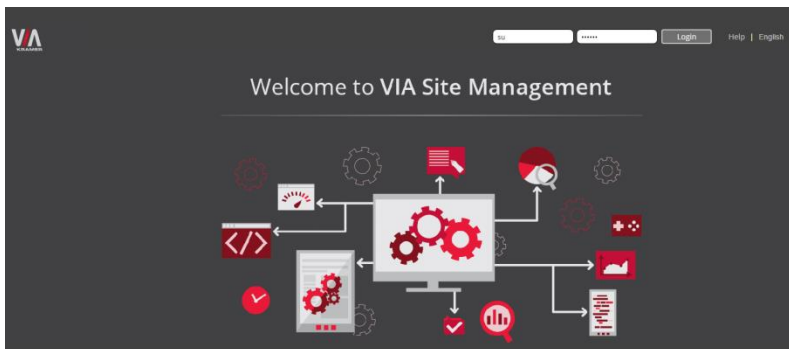 VIA
KRAMER
su
••••••
Login
Help | English
Welcome to VIA Site Management
</>